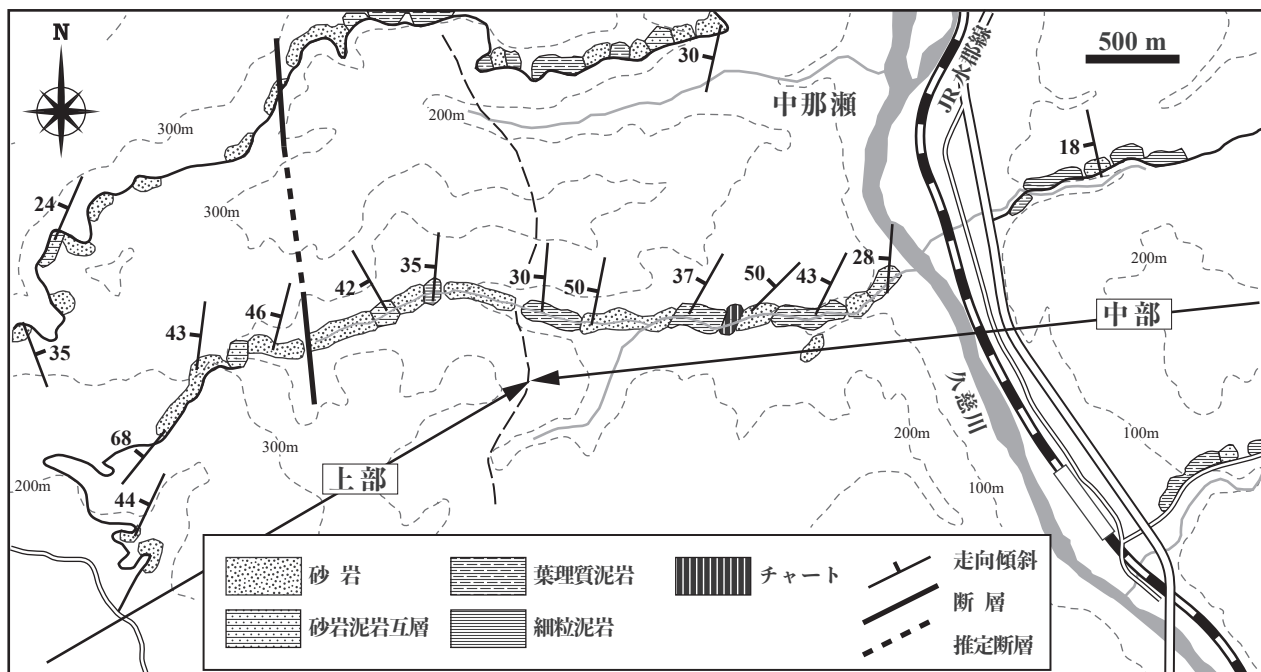 N
500 m
JR水郡線
中那瀬
300m
200m
30
18
24
300m
200m
35
42
35
30
50
37
50
43
28
46
43
中部
久慈川
68
44
200m
300m
上部
200m
100m
100m
砂岩
葉理質泥岩
チャート
走向傾斜
断層
砂岩泥岩互層
細粒泥岩
推定断層